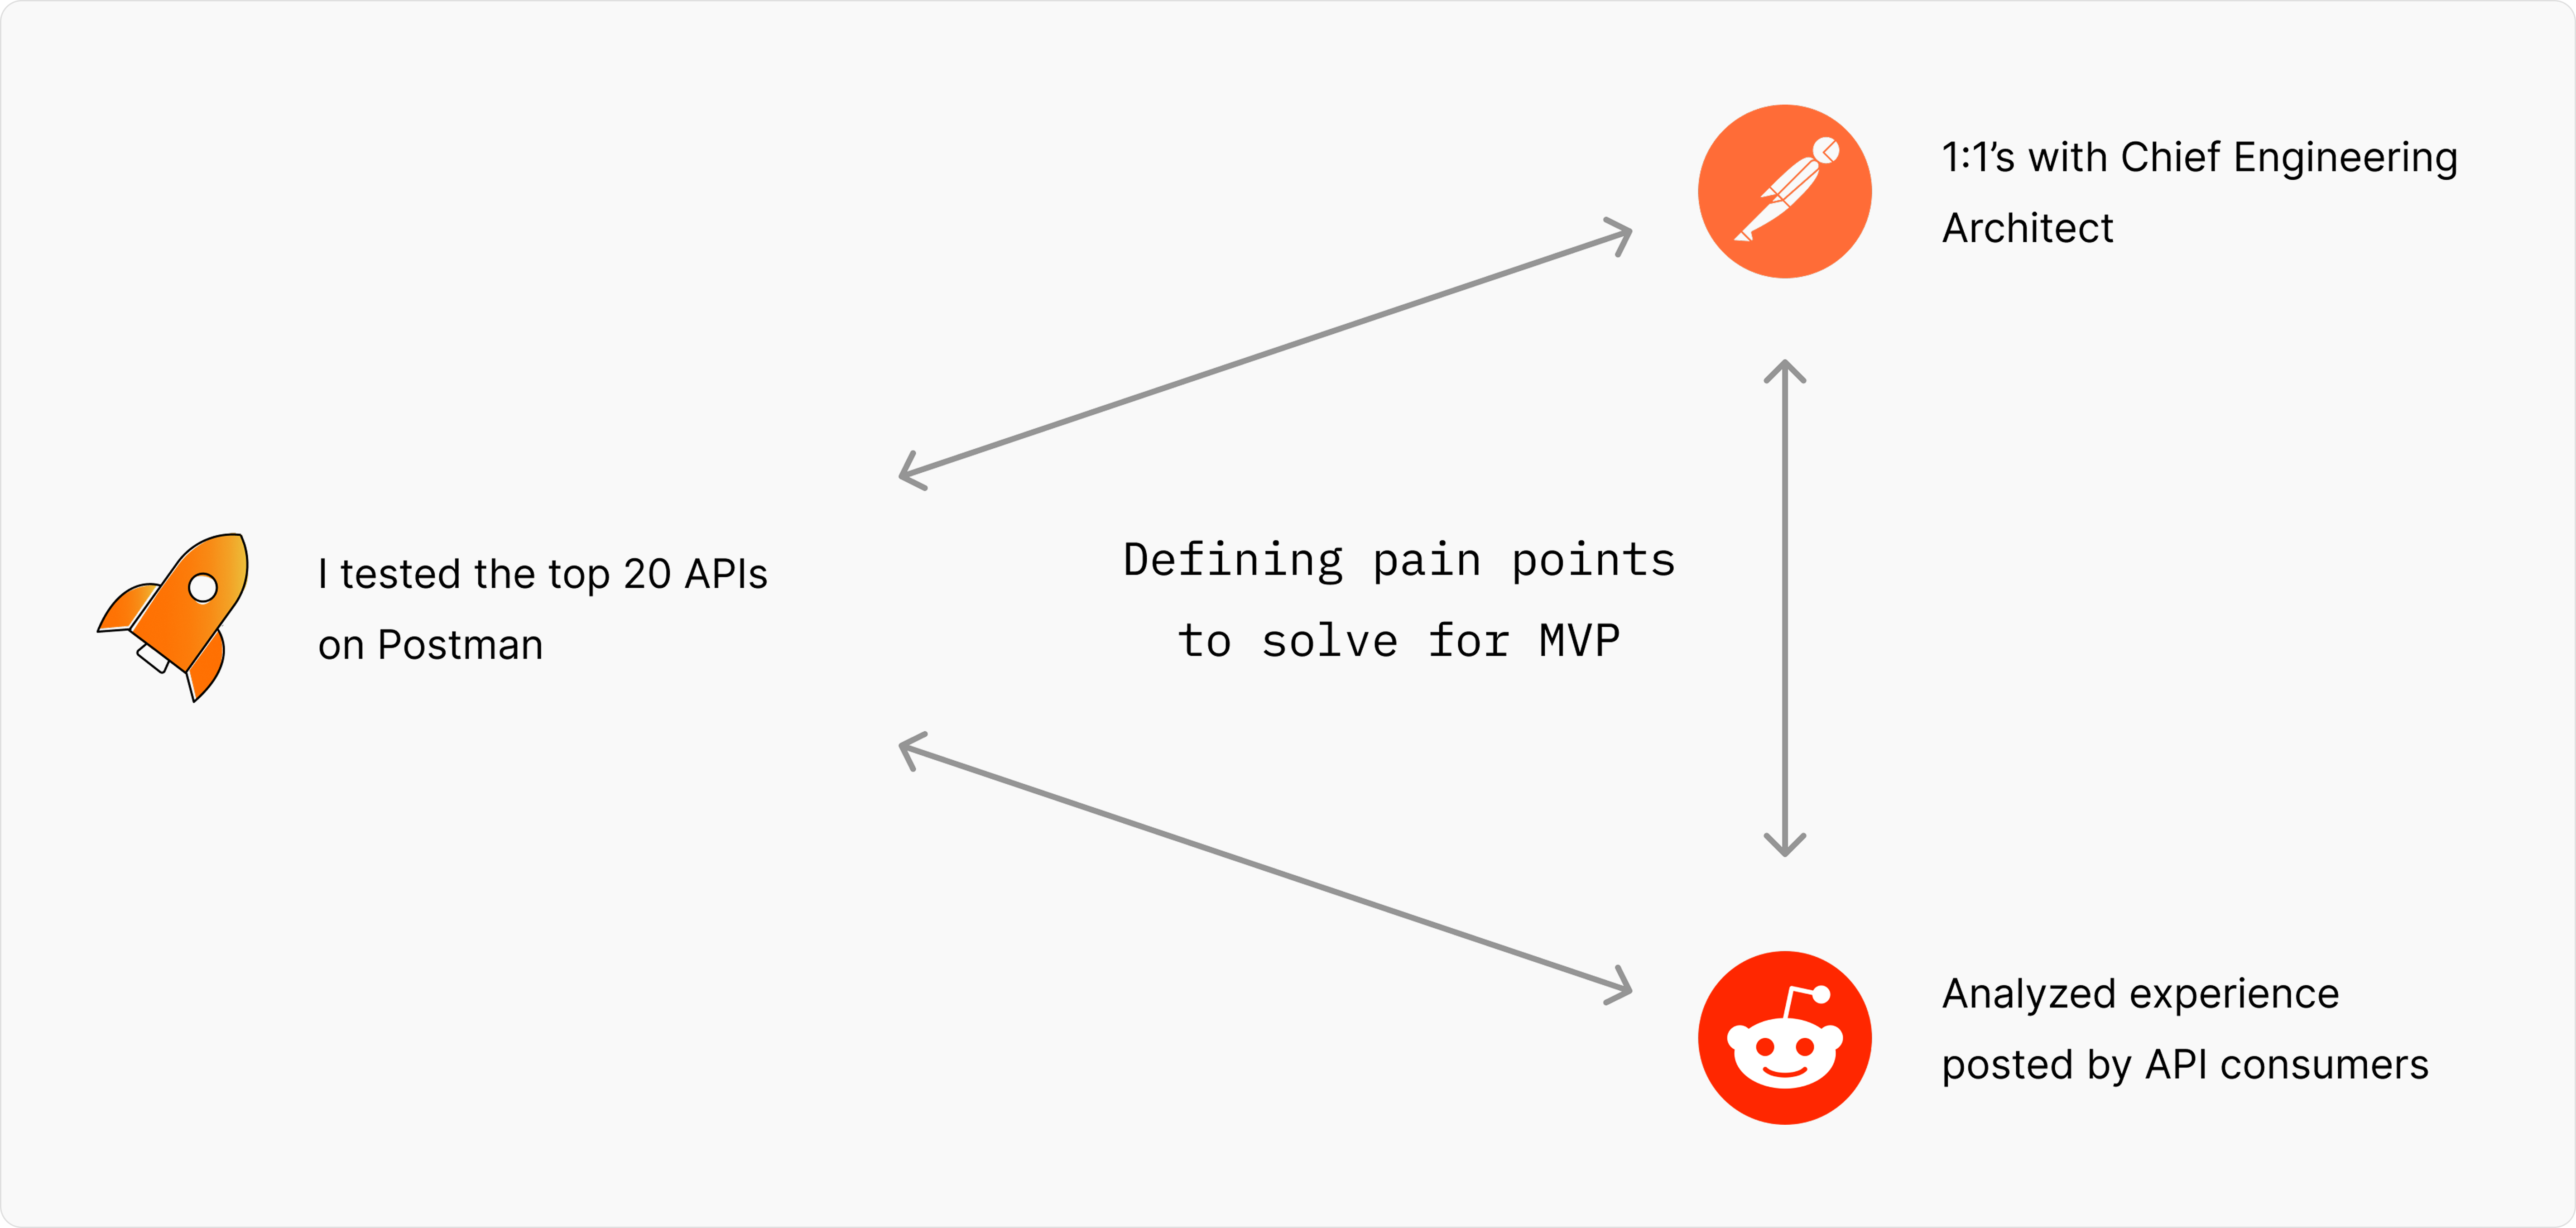 1:1’s with Chief Engineering
Architect
I tested the top 20 APIs
on Postman
Defining pain points
to solve for MVP
Analyzed experience
posted by API consumers